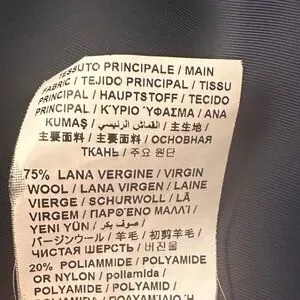 TESSUTO PRINCIPALE / MAIN
FABRIC / TEJIDO PRINCIPAL / TISSU
PRINCIPAL / HAUPTSTOFF / TECIDO
PRINCIPAL / ΚΎΡΙΟ ΎΦΑΣΜΑ / ANA
KUMAŞ / القماش الرئيسي / 主生地 /
主要面料 / 主要面料 / ОСНОВНАЯ
ТКАНЬ / 주요 원단
75% LANA VERGINE / VIRGIN
WOOL / LANA VIRGEN / LAINE
VIERGE / SCHURWOLL / LÃ
VIRGEM / ΠΑΡΘΈΝΟ ΜΑΛΛΊ /
YENI YÜN / صوف بكر /
バージンウール / 羊毛 / 初剪羊毛 /
ЧИСТАЯ ШЕРСТЬ / 버진울
20% POLIAMMIDE / POLYAMIDE
OR NYLON / poliamida /
POLYAMIDE / POLYAMID /
POLIAMIDA / ΠΟΛΥΑΜΊΔΙΟ /